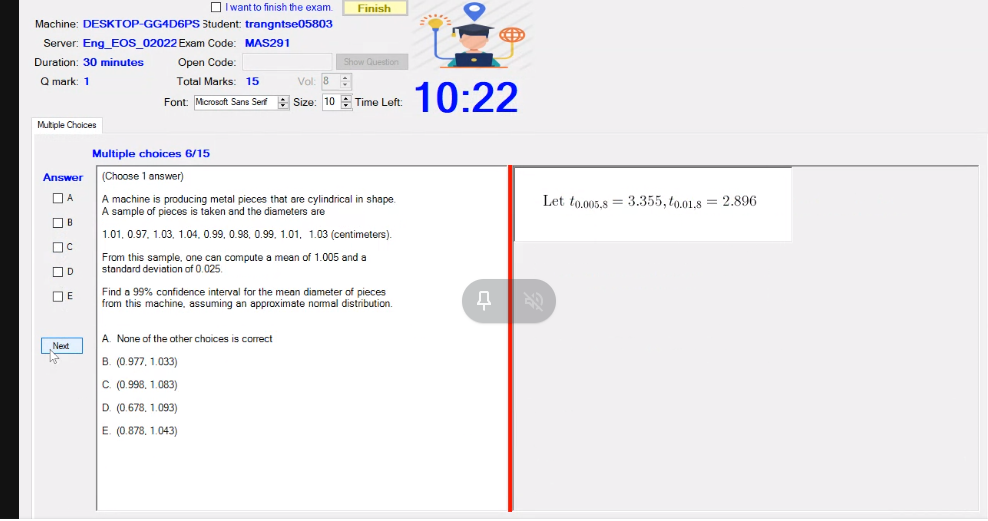 I want to finish the exam.
Finish
Machine: DESKTOP-GG4D6PS Student: trangntse05803
Server: Eng_EOS_02022 Exam Code: MAS291
Duration: 30 minutes Open Code: Show Question
Q mark: 1 Total Marks: 15 Vol: 8
Font: Microsoft Sans Serif Size: 10 Time Left: 10:22
Multiple Choices
Multiple choices 6/15
Answer
A
B
C
D
E
Next
(Choose 1 answer)
A machine is producing metal pieces that are cylindrical in shape.
A sample of pieces is taken and the diameters are
1.01, 0.97, 1.03, 1.04, 0.99, 0.98, 0.99, 1.01, 1.03 (centimeters).
From this sample, one can compute a mean of 1.005 and a
standard deviation of 0.025.
Find a 99% confidence interval for the mean diameter of pieces
from this machine, assuming an approximate normal distribution.
A. None of the other choices is correct
B. (0.977, 1.033)
C. (0.998, 1.083)
D. (0.678, 1.093)
E. (0.878, 1.043)
Let t0.005,8 = 3.355, t0.01,8 = 2.896